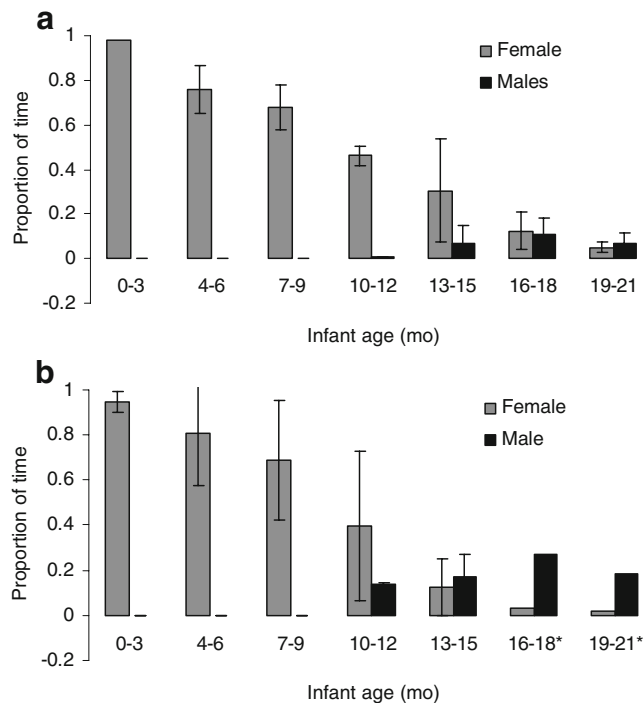 a
1
0.8
0.6
0.4
0.2
0
-0.2
Proportion of time
Female
Males
0-3 4-6 7-9 10-12 13-15 16-18 19-21
Infant age (mo)
b
1
0.8
0.6
0.4
0.2
0
-0.2
Proportion of time
Female
Male
0-3 4-6 7-9 10-12 13-15 16-18* 19-21*
Infant age (mo)